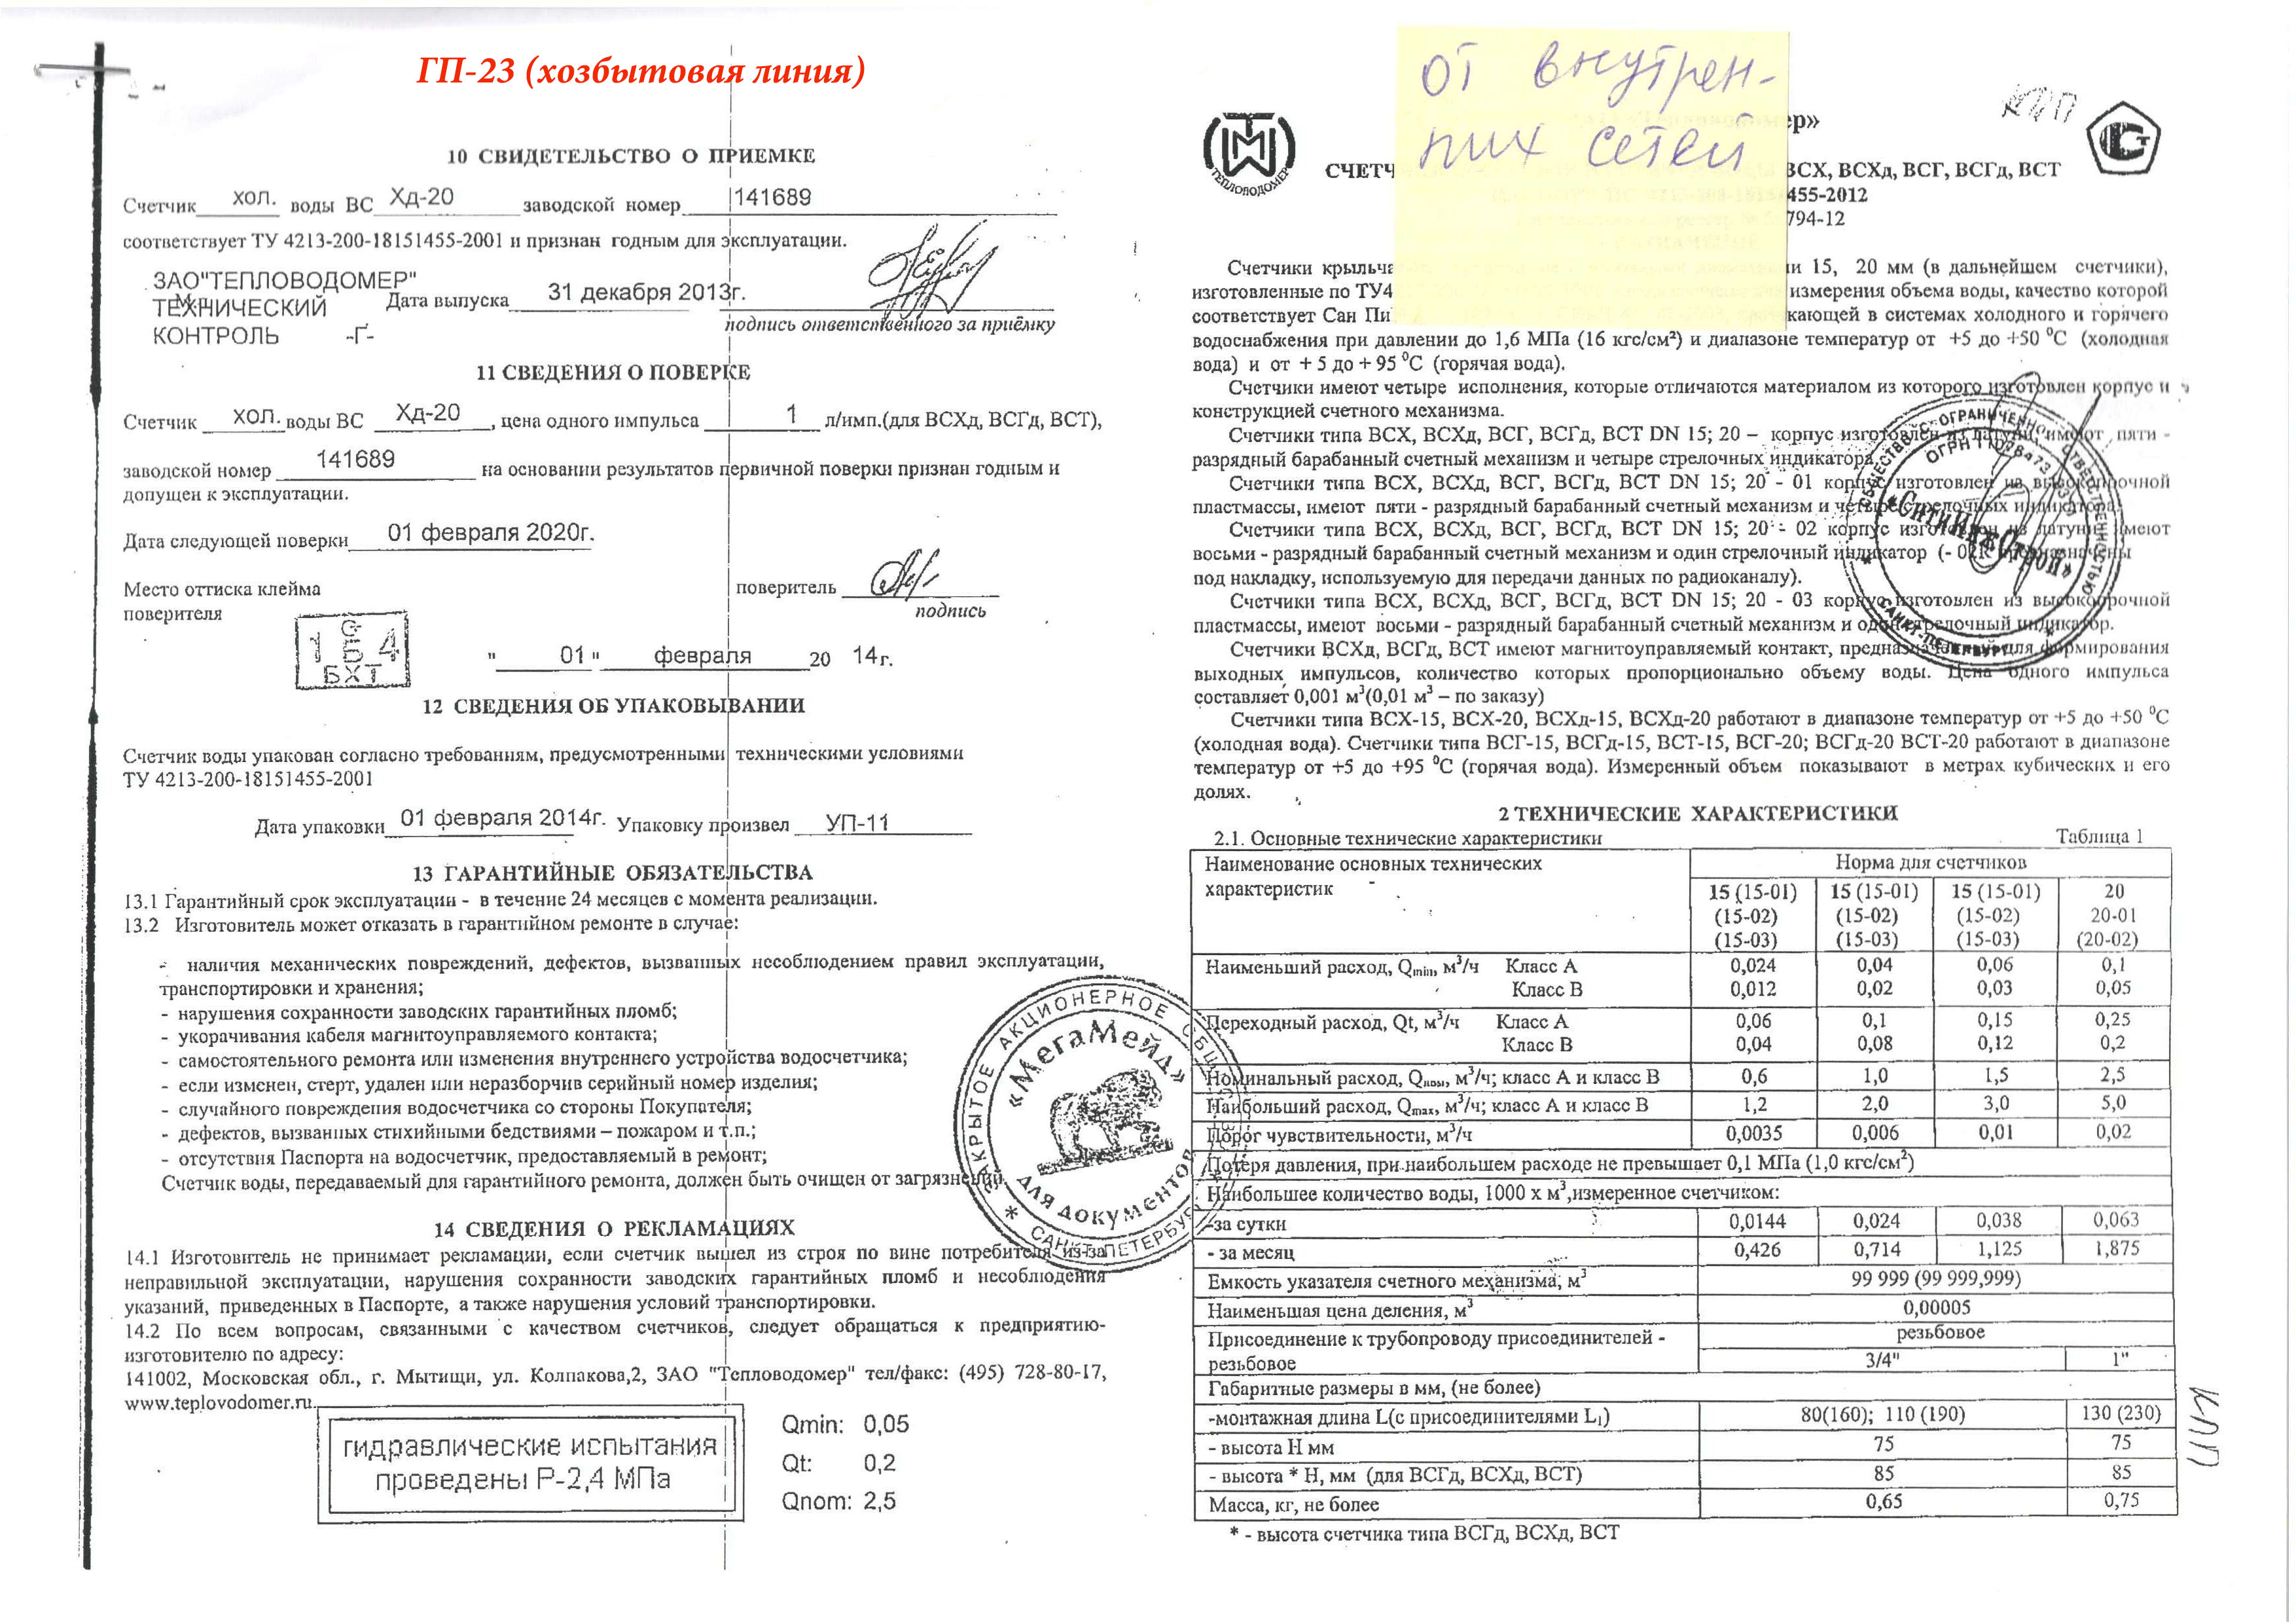 ГП-23 (хозбытовая линия)
10 СВИДЕТЕЛЬСТВО О ПРИЕМКЕ
Счетчик хол. воды ВС Хд-20 заводской номер 141689
соответствует ТУ 4213-200-18151455-2001 и признан годным для эксплуатации.
ЗАО"ТЕПЛОВОДОМЕР"
ТЕХНИЧЕСКИЙ
КОНТРОЛЬ -Г-
Дата выпуска 31 декабря 2013г.
подпись ответственного за приёмку
11 СВЕДЕНИЯ О ПОВЕРКЕ
Счетчик хол. воды ВС Хд-20, цена одного импульса 1 л/имп.(для ВСХд, ВСГд, ВСТ),
заводской номер 141689 на основании результатов первичной поверки признан годным и
допущен к эксплуатации.
Дата следующей поверки 01 февраля 2020г.
Место оттиска клейма
поверителя
поверитель
подпись
БХТ
" 01 " февраля 20 14г.
12 СВЕДЕНИЯ ОБ УПАКОВЫВАНИИ
Счетчик воды упакован согласно требованиям, предусмотренными техническими условиями
ТУ 4213-200-18151455-2001
Дата упаковки 01 февраля 2014г. Упаковку произвел УП-11
13 ГАРАНТИЙНЫЕ ОБЯЗАТЕЛЬСТВА
13.1 Гарантийный срок эксплуатации - в течение 24 месяцев с момента реализации.
13.2 Изготовитель может отказать в гарантийном ремонте в случае:
- наличия механических повреждений, дефектов, вызванных несоблюдением правил эксплуатации,
транспортировки и хранения;
- нарушения сохранности заводских гарантийных пломб;
- укорачивания кабеля магнитоуправляемого контакта;
- самостоятельного ремонта или изменения внутреннего устройства водосчетчика;
- если изменен, стерт, удален или неразборчив серийный номер изделия;
- случайного повреждения водосчетчика со стороны Покупателя;
- дефектов, вызванных стихийными бедствиями – пожаром и т.п.;
- отсутствия Паспорта на водосчетчик, предоставляемый в ремонт;
Счетчик воды, передаваемый для гарантийного ремонта, должен быть очищен от загрязнений.
ЗАКРЫТОЕ АКЦИОНЕРНОЕ
«МегаМейд»
ДЛЯ ДОКУМЕНТОВ
САНКТ-ПЕТЕРБУРГ
14 СВЕДЕНИЯ О РЕКЛАМАЦИЯХ
14.1 Изготовитель не принимает рекламации, если счетчик вышел из строя по вине потребителя из-за
неправильной эксплуатации, нарушения сохранности заводских гарантийных пломб и несоблюдения
указаний, приведенных в Паспорте, а также нарушения условий транспортировки.
14.2 По всем вопросам, связанными с качеством счетчиков, следует обращаться к предприятию-
изготовителю по адресу:
141002, Московская обл., г. Мытищи, ул. Колпакова,2, ЗАО "Тепловодомер" тел/факс: (495) 728-80-17,
www.teplovodomer.ru.
гидравлические испытания
проведены Р-2,4 МПа
Qmin: 0,05
Qt: 0,2
Qnom: 2,5
от внутрен-
них сетей
ТЕПЛОВОДОМЕР
ер»
СЧЕТЧ ВСХ, ВСХд, ВСГ, ВСГд, ВСТ
455-2012
794-12
Счетчики крыльча и 15, 20 мм (в дальнейшем счетчики),
изготовленные по ТУ4 измерения объема воды, качество которой
соответствует Сан Пи кающей в системах холодного и горячего
водоснабжения при давлении до 1,6 МПа (16 кгс/см²) и диапазоне температур от +5 до +50 ⁰С (холодная
вода) и от + 5 до + 95 ⁰С (горячая вода).
Счетчики имеют четыре исполнения, которые отличаются материалом из которого изготовлен корпус и
конструкцией счетного механизма.
Счетчики типа ВСХ, ВСХд, ВСГ, ВСГд, ВСТ DN 15; 20 – корпус изготовлен из латуни, имеют пяти -
разрядный барабанный счетный механизм и четыре стрелочных индикатора.
Счетчики типа ВСХ, ВСХд, ВСГ, ВСГд, ВСТ DN 15; 20 - 01 корпус изготовлен из высокопрочной
пластмассы, имеют пяти - разрядный барабанный счетный механизм и четыре стрелочных индикатора.
Счетчики типа ВСХ, ВСХд, ВСГ, ВСГд, ВСТ DN 15; 20 - 02 корпус изготовлен из латуни, имеют
восьми - разрядный барабанный счетный механизм и один стрелочный индикатор (- 02К предназначены
под накладку, используемую для передачи данных по радиоканалу).
Счетчики типа ВСХ, ВСХд, ВСГ, ВСГд, ВСТ DN 15; 20 - 03 корпус изготовлен из высокопрочной
пластмассы, имеют восьми - разрядный барабанный счетный механизм и один стрелочный индикатор.
Счетчики ВСХд, ВСГд, ВСТ имеют магнитоуправляемый контакт, предназначенный для формирования
выходных импульсов, количество которых пропорционально объему воды. Цена одного импульса
составляет 0,001 м³(0,01 м³ – по заказу)
Счетчики типа ВСХ-15, ВСХ-20, ВСХд-15, ВСХд-20 работают в диапазоне температур от +5 до +50 ⁰С
(холодная вода). Счетчики типа ВСГ-15, ВСГд-15, ВСТ-15, ВСГ-20; ВСГд-20 ВСТ-20 работают в диапазоне
температур от +5 до +95 ⁰С (горячая вода). Измеренный объем показывают в метрах кубических и его
долях.
«СитиИнжСтрой»
САНКТ-ПЕТЕРБУРГ
2 ТЕХНИЧЕСКИЕ ХАРАКТЕРИСТИКИ
2.1. Основные технические характеристики Таблица 1
Наименование основных технических характеристик Норма для счетчиков
15 (15-01) 15 (15-01) 15 (15-01) 20
(15-02) (15-02) (15-02) 20-01
(15-03) (15-03) (15-03) (20-02)
Наименьший расход, Qmin, м³/ч Класс А 0,024 0,04 0,06 0,1
Класс В 0,012 0,02 0,03 0,05
Переходный расход, Qt, м³/ч Класс А 0,06 0,1 0,15 0,25
Класс В 0,04 0,08 0,12 0,2
Номинальный расход, Qном, м³/ч; класс А и класс В 0,6 1,0 1,5 2,5
Наибольший расход, Qmax, м³/ч; класс А и класс В 1,2 2,0 3,0 5,0
Порог чувствительности, м³/ч 0,0035 0,006 0,01 0,02
Потеря давления, при наибольшем расходе не превышает 0,1 МПа (1,0 кгс/см²)
Наибольшее количество воды, 1000 х м³,измеренное счетчиком:
-за сутки 0,0144 0,024 0,038 0,063
- за месяц 0,426 0,714 1,125 1,875
Емкость указателя счетного механизма, м³ 99 999 (99 999,999)
Наименьшая цена деления, м³ 0,00005
Присоединение к трубопроводу присоединителей - резьбовое
резьбовое 3/4" 1"
Габаритные размеры в мм, (не более)
-монтажная длина L(с присоединителями L₁) 80(160); 110 (190) 130 (230)
- высота Н мм 75 75
- высота * Н, мм (для ВСГд, ВСХд, ВСТ) 85 85
Масса, кг, не более 0,65 0,75
* - высота счетчика типа ВСГд, ВСХд, ВСТ